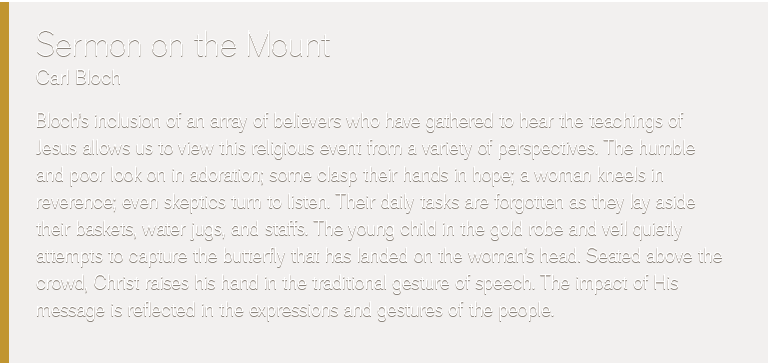 Sermon on the Mount
Carl Bloch
Bloch's inclusion of an array of believers who have gathered to hear the teachings of
Jesus allows us to view this religious event from a variety of perspectives. The humble
and poor look on in adoration; some clasp their hands in hope; a woman kneels in
reverence; even skeptics turn to listen. Their daily tasks are forgotten as they lay aside
their baskets, water jugs, and staffs. The young child in the gold robe and veil quietly
attempts to capture the butterfly that has landed on the woman's head. Seated above the
crowd, Christ raises his hand in the traditional gesture of speech. The impact of His
message is reflected in the expressions and gestures of the people.